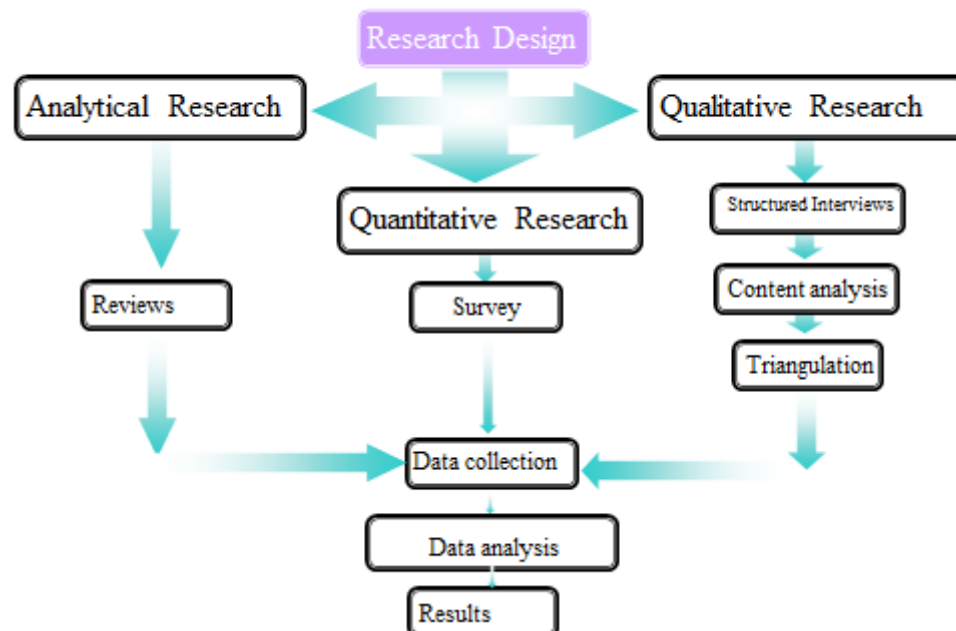 Research Design
Analytical Research
Qualitative Research
Quantitative Research
Structured Interviews
Content analysis
Reviews
Survey
Triangulation
Data collection
Data analysis
Results